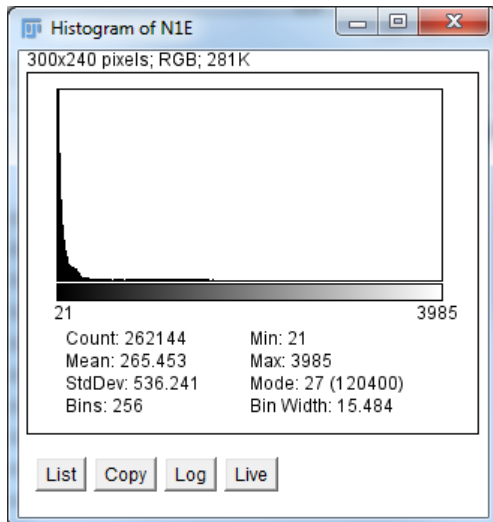 Histogram of N1E
300x240 pixels; RGB; 281K
21 3985
Count: 262144 Min: 21
Mean: 265.453 Max: 3985
StdDev: 536.241 Mode: 27 (120400)
Bins: 256 Bin Width: 15.484
List Copy Log Live